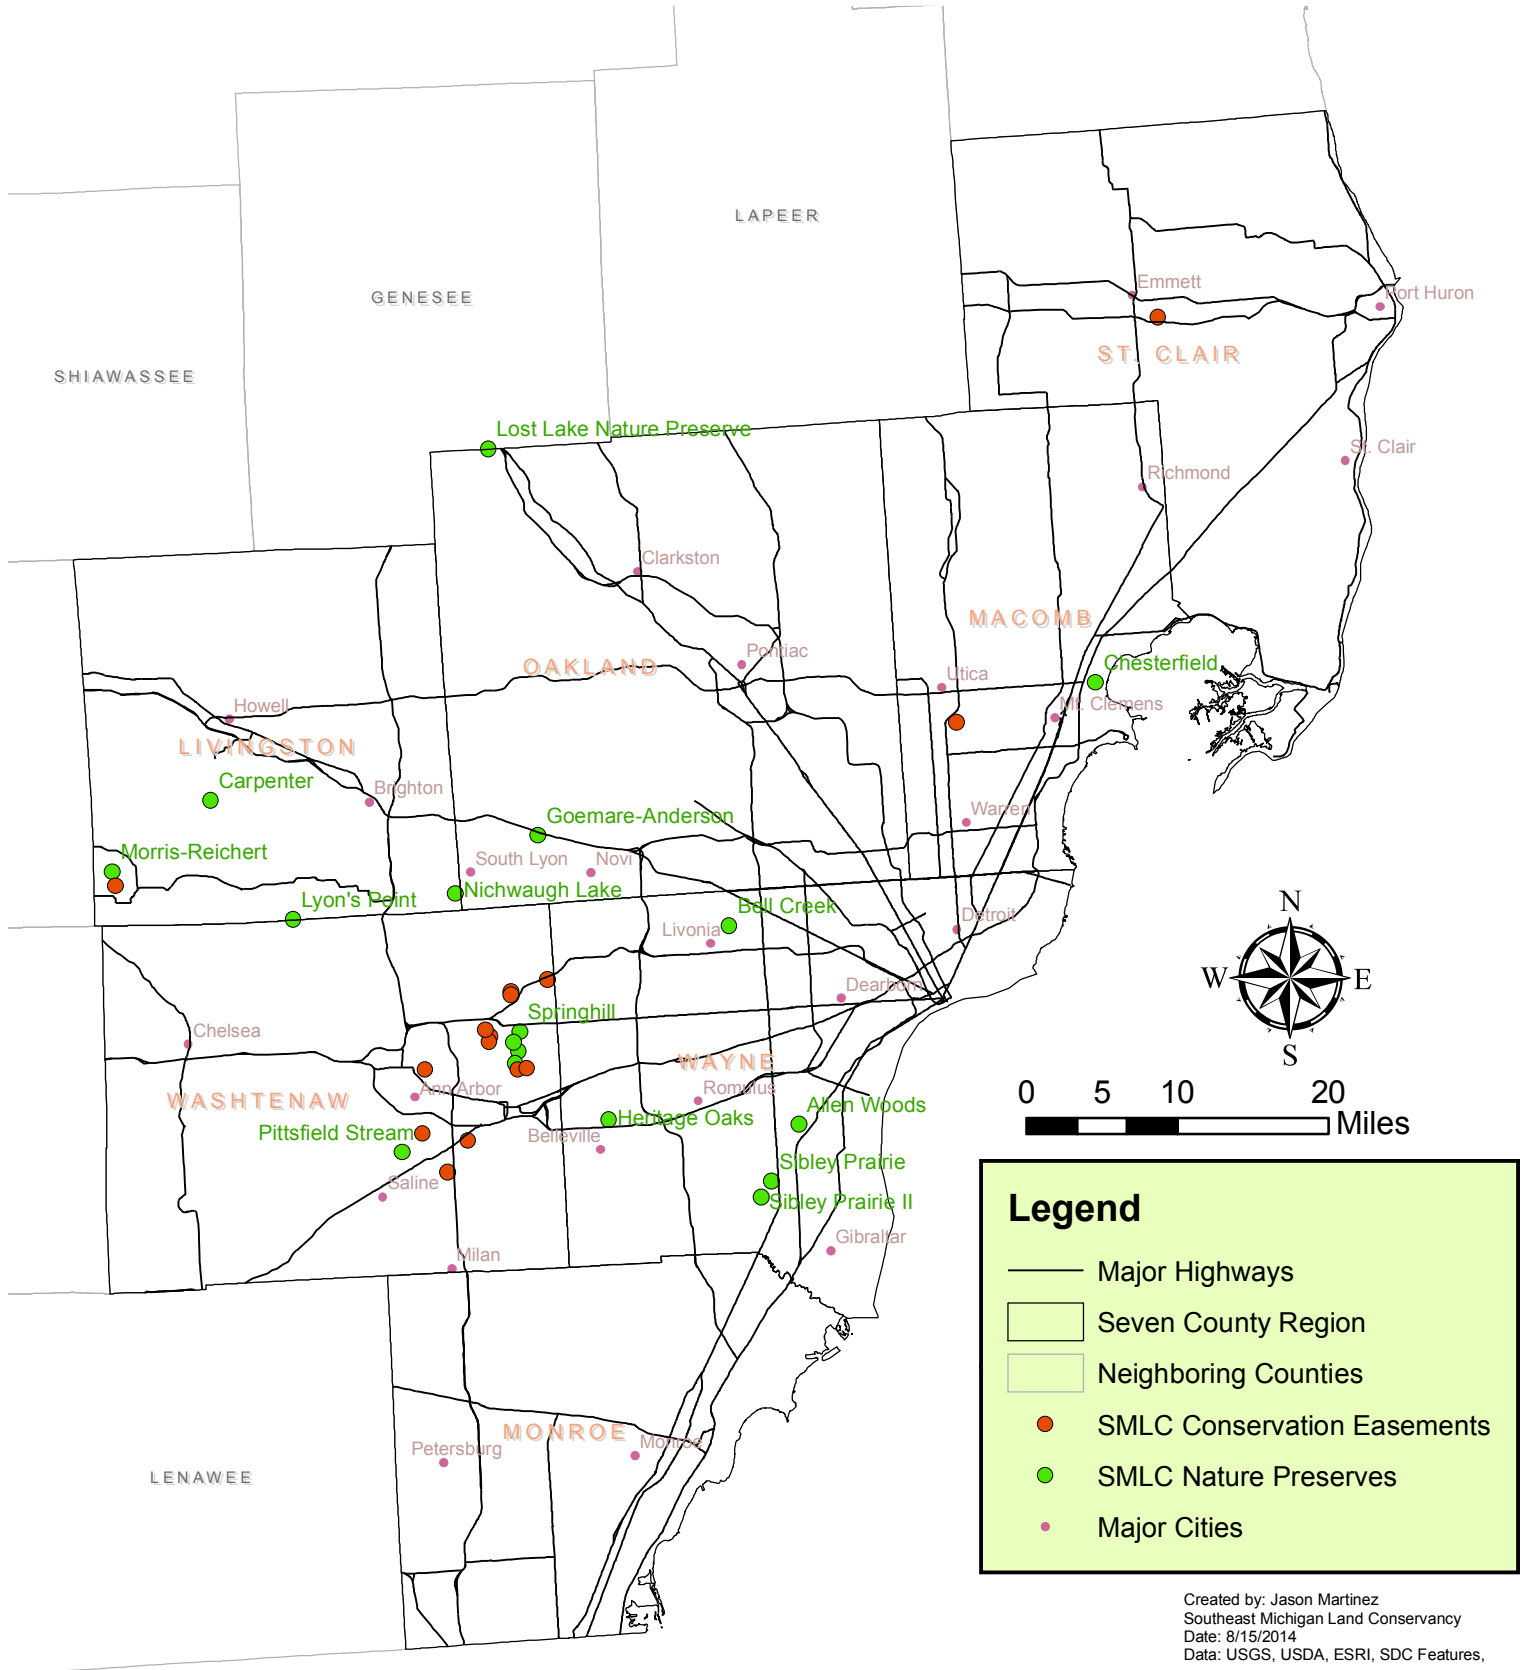 LAPEER
GENESEE
SHIAWASSEE
Emmett
Port Huron
ST. CLAIR
Lost Lake Nature Preserve
St. Clair
Richmond
Clarkston
MACOMB
OAKLAND
Pontiac
Chesterfield
Utica
Mt. Clemens
Howell
LIVINGSTON
Carpenter
Brighton
Goemare-Anderson
Warren
Morris-Reichert
South Lyon
Novi
Nichwaugh Lake
Lyon's Point
Bell Creek
Detroit
Livonia
N
W
E
S
Dearborn
Springhill
Chelsea
WAYNE
Ann Arbor
Romulus
WASHTENAW
Allen Woods
Heritage Oaks
Pittsfield Stream
Belleville
Sibley Prairie
Saline
Sibley Prairie II
Gibraltar
Milan
MONROE
Petersburg
Monroe
LENAWEE
0 5 10 20
Miles
Legend
Major Highways
Seven County Region
Neighboring Counties
SMLC Conservation Easements
SMLC Nature Preserves
Major Cities
Created by: Jason Martinez
Southeast Michigan Land Conservancy
Date: 8/15/2014
Data: USGS, USDA, ESRI, SDC Features,